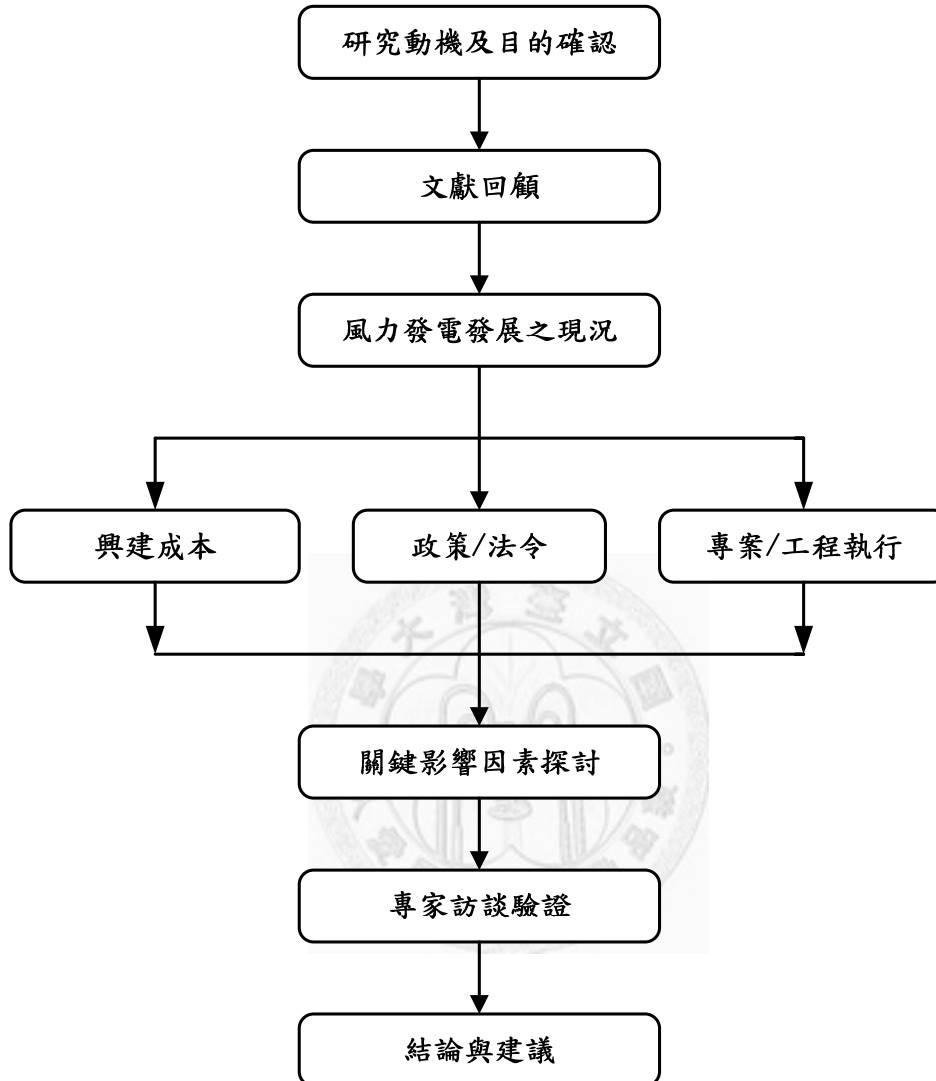 研究動機及目的確認
文獻回顧
風力發電發展之現況
興建成本
政策/法令
專案/工程執行
關鍵影響因素探討
專家訪談驗證
結論與建議